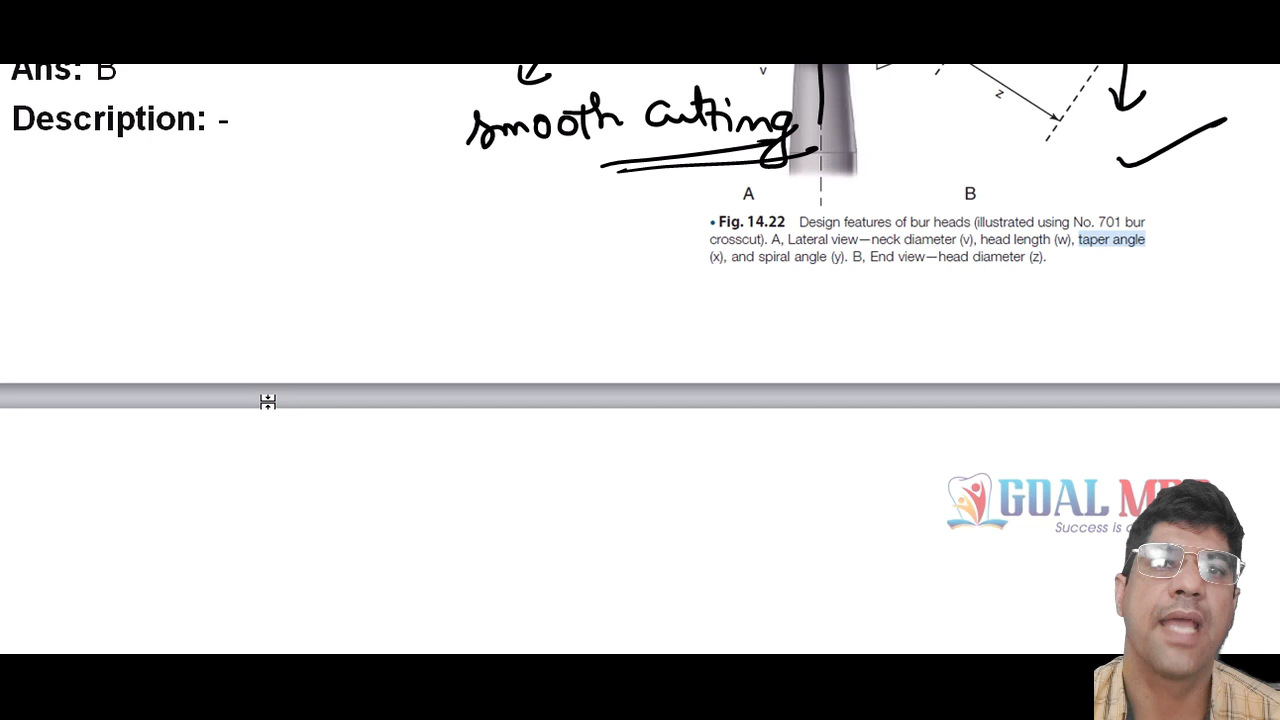 Ans: B
v
z
Description: -
smooth cutting
A
B
• Fig. 14.22 Design features of bur heads (illustrated using No. 701 bur
crosscut). A, Lateral view—neck diameter (v), head length (w), taper angle
(x), and spiral angle (y). B, End view—head diameter (z).
GOAL
Success is